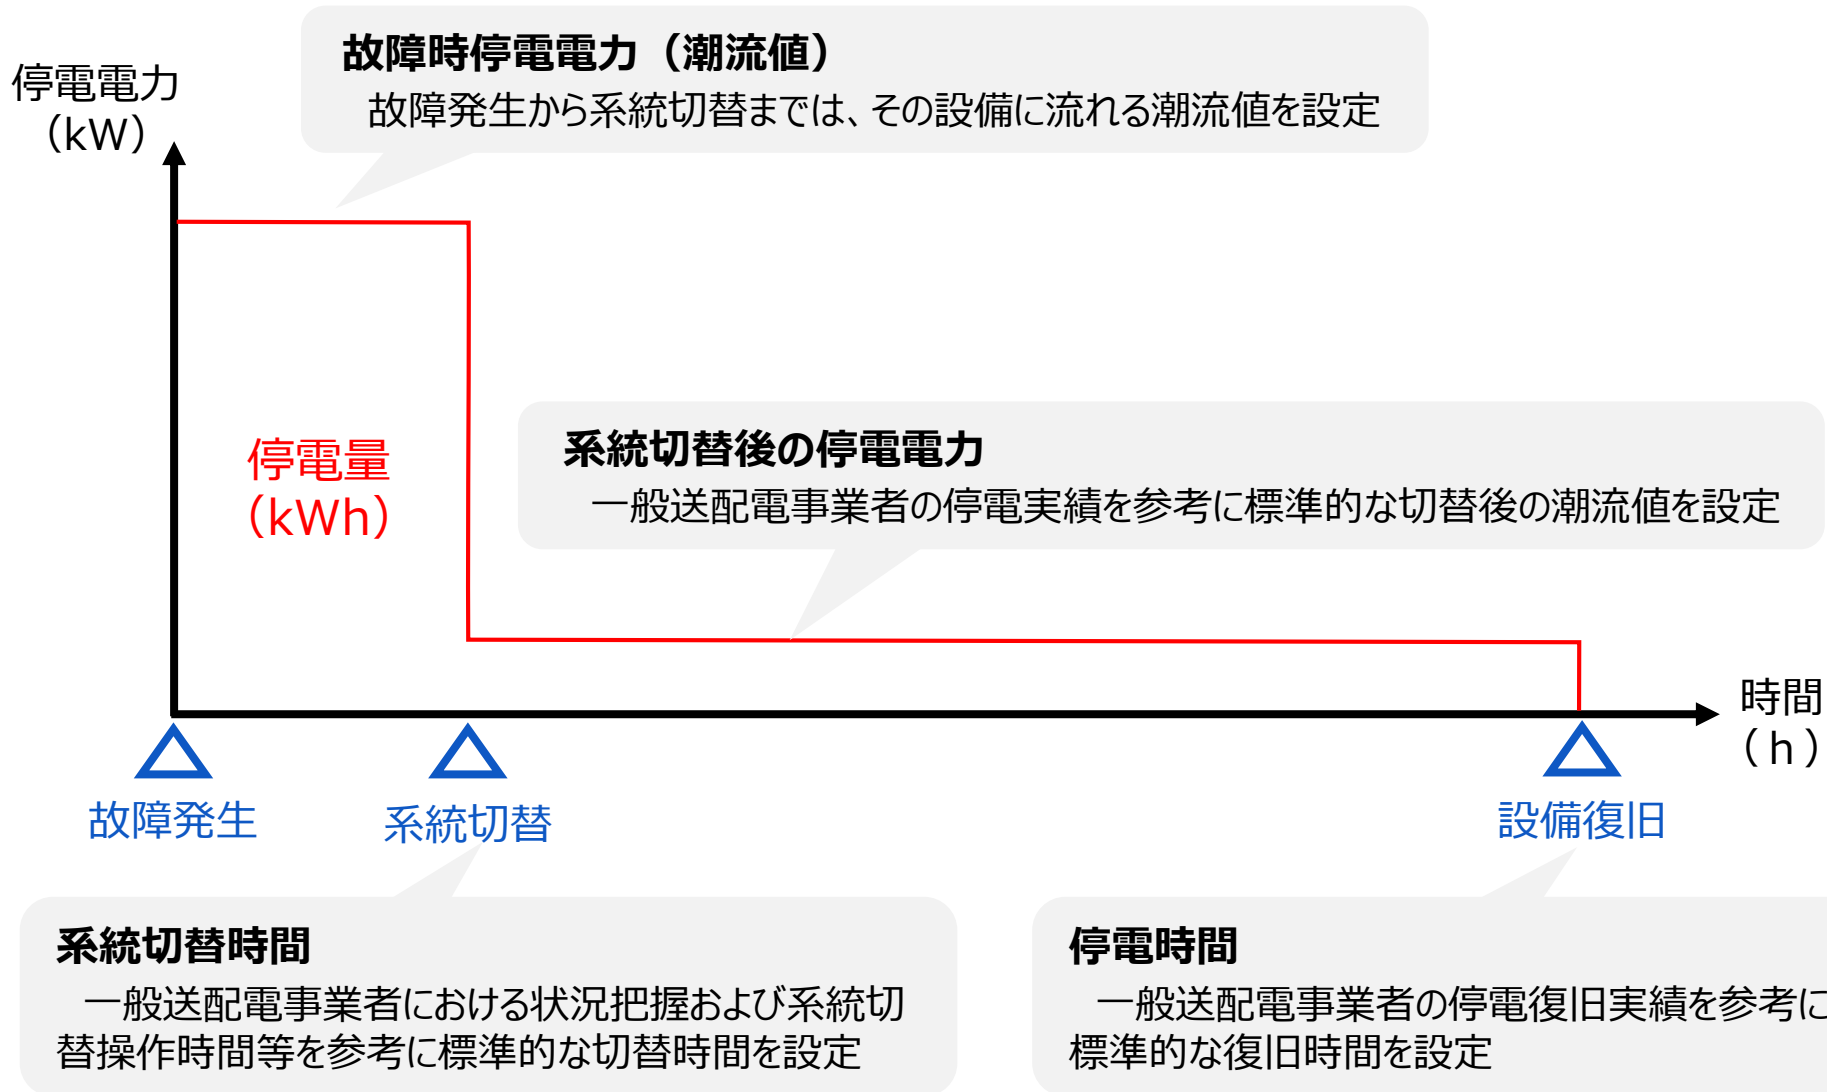 故障時停電電力（潮流値）
故障発生から系統切替までは、その設備に流れる潮流値を設定
停電電力
（kW）
停電量
（kWh）
系統切替後の停電電力
一般送配電事業者の停電実績を参考に標準的な切替後の潮流値を設定
時間
（ｈ）
故障発生
系統切替
設備復旧
系統切替時間
一般送配電事業者における状況把握および系統切
替操作時間等を参考に標準的な切替時間を設定
停電時間
一般送配電事業者の停電復旧実績を参考に
標準的な復旧時間を設定